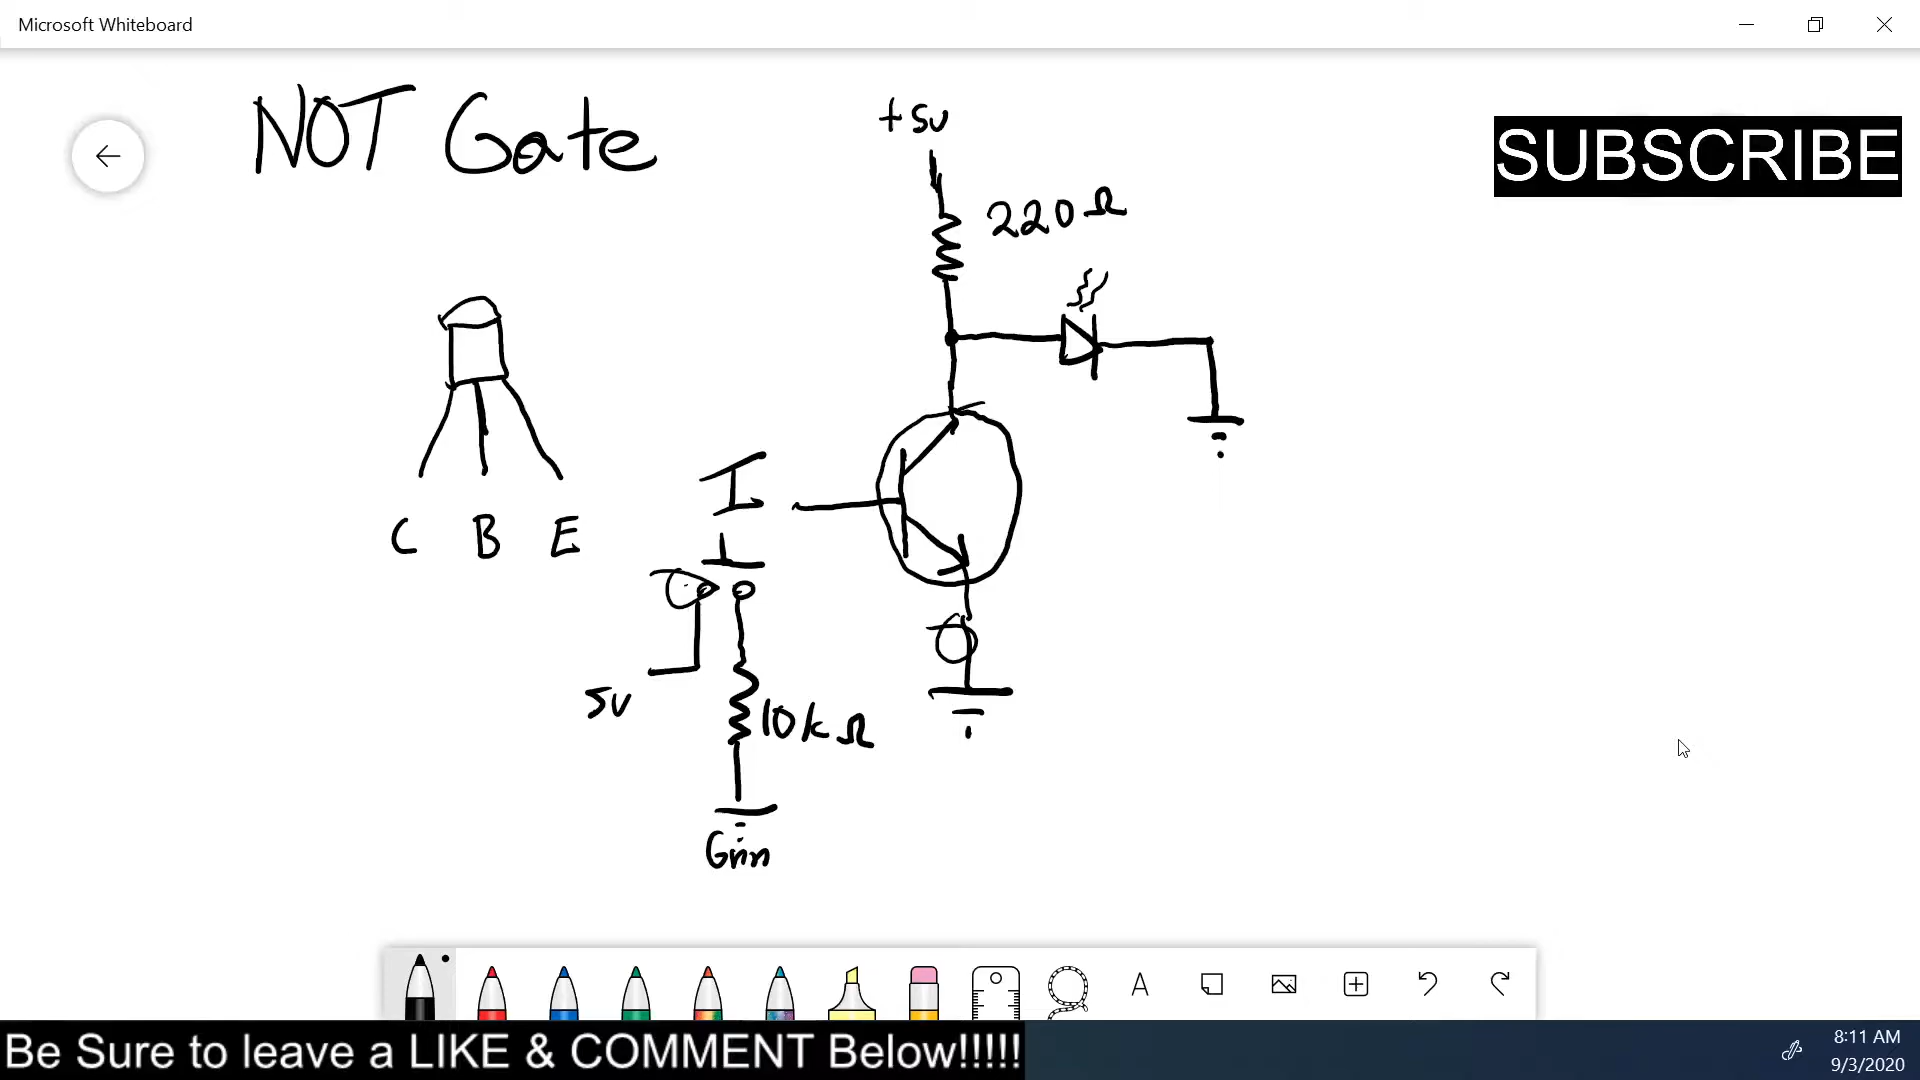 Microsoft Whiteboard
NOT Gate
+5v
SUBSCRIBE
220Ω
I
C B E
5v
10kΩ
A
Be Sure to leave a LIKE & COMMENT Below!!!!!
8:11 AM
9/3/2020